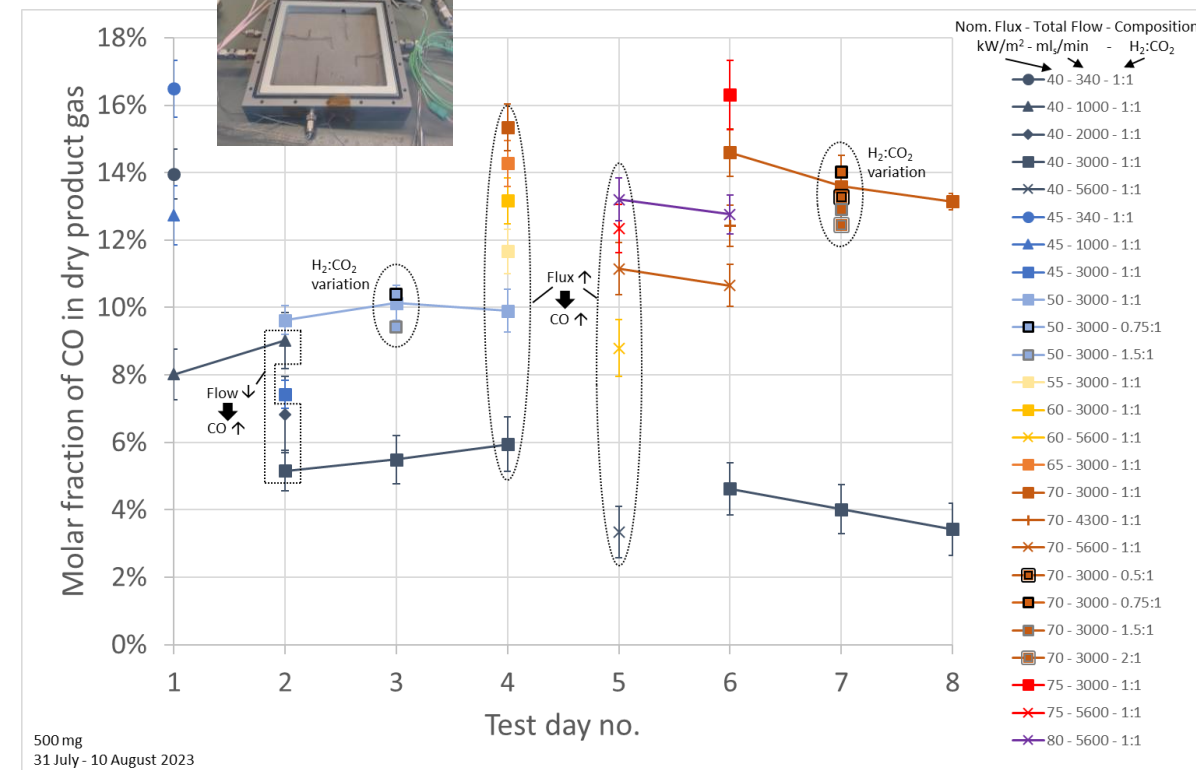 Nom. Flux - Total Flow - Composition
kW/m² - mlₛ/min - H₂:CO₂
Molar fraction of CO in dry product gas
18%
16%
14%
12%
10%
8%
6%
4%
2%
0%
H₂:CO₂
variation
Flow ↓
CO ↑
Flux ↑
CO ↑
H₂:CO₂
variation
1 2 3 4 5 6 7 8
Test day no.
40 - 340 - 1:1
40 - 1000 - 1:1
40 - 2000 - 1:1
40 - 3000 - 1:1
40 - 5600 - 1:1
45 - 340 - 1:1
45 - 1000 - 1:1
45 - 3000 - 1:1
50 - 3000 - 1:1
50 - 3000 - 0.75:1
50 - 3000 - 1.5:1
55 - 3000 - 1:1
60 - 3000 - 1:1
60 - 5600 - 1:1
65 - 3000 - 1:1
70 - 3000 - 1:1
70 - 4300 - 1:1
70 - 5600 - 1:1
70 - 3000 - 0.5:1
70 - 3000 - 0.75:1
70 - 3000 - 1.5:1
70 - 3000 - 2:1
75 - 3000 - 1:1
75 - 5600 - 1:1
80 - 5600 - 1:1
500 mg
31 July - 10 August 2023